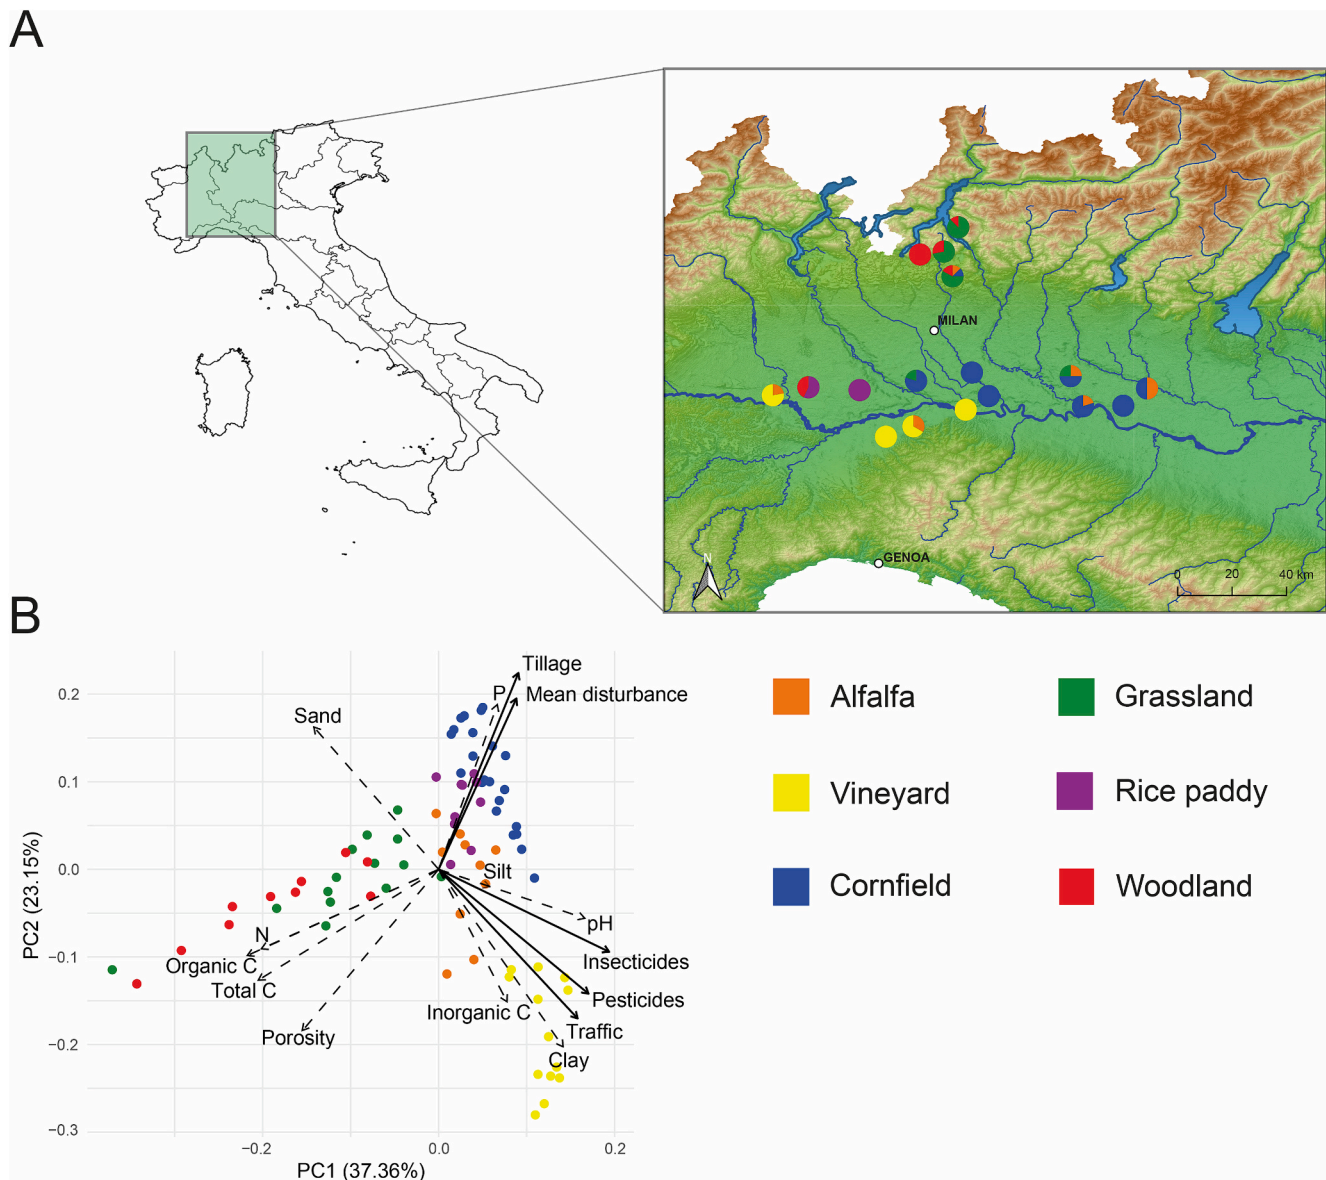 A
MILAN
GENOA
N
0 20 40 km
B
Tillage
P
Mean disturbance
Sand
Silt
pH
N
Organic C
Total C
Insecticides
Pesticides
Inorganic C
Traffic
Porosity
Clay
0.2
0.1
0.0
−0.1
−0.2
−0.3
PC2 (23.15%)
−0.2 0.0 0.2
PC1 (37.36%)
Alfalfa
Grassland
Vineyard
Rice paddy
Cornfield
Woodland